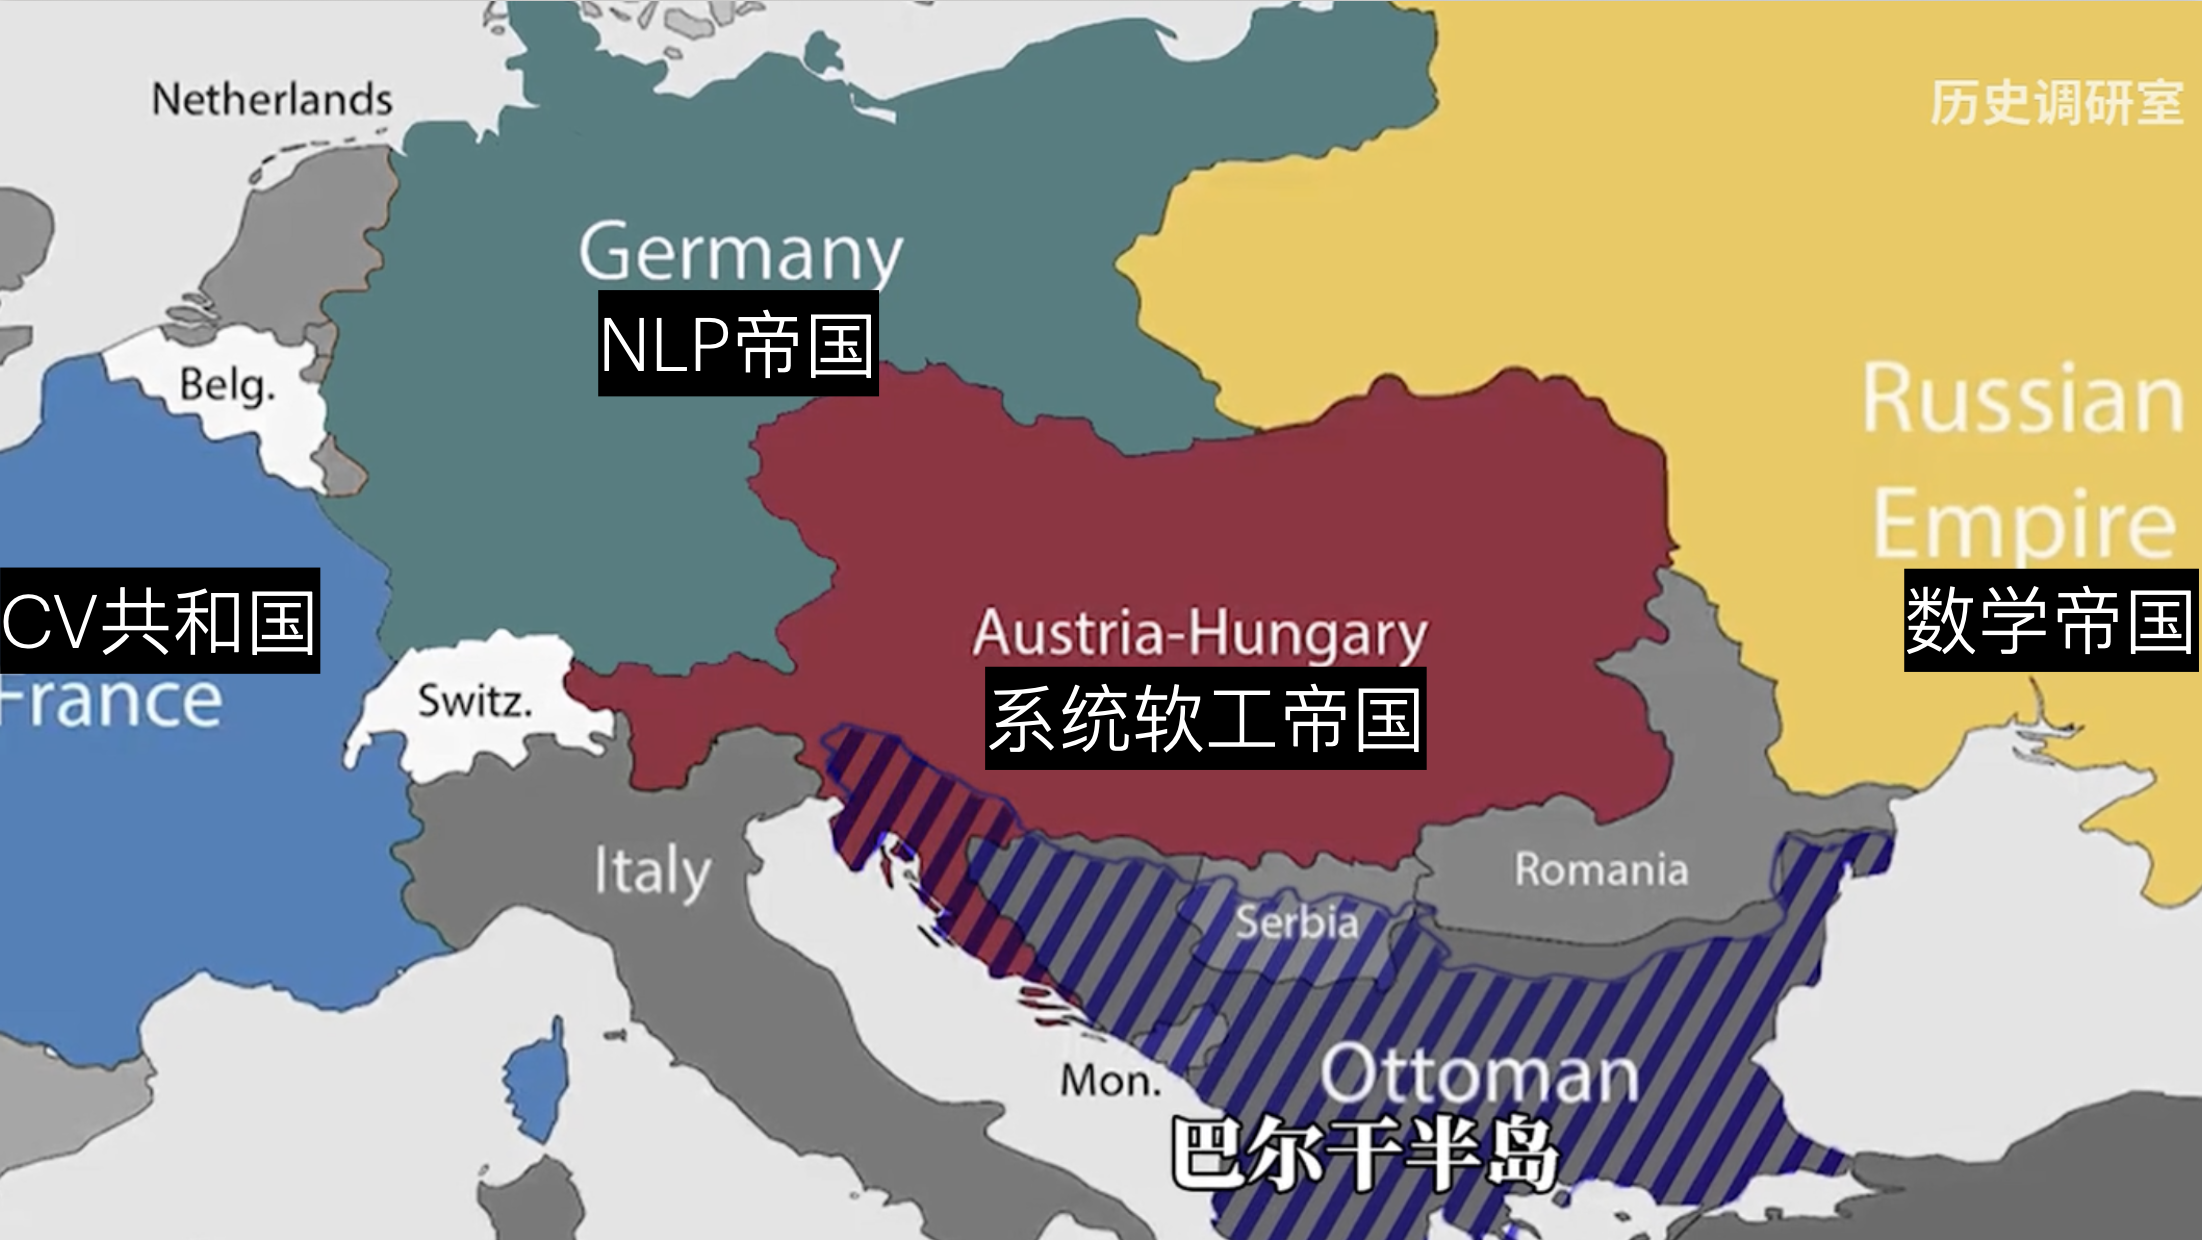 Netherlands
历史调研室
Germany
NLP帝国
Belg.
Russian
Empire
数学帝国
CV共和国
France
Austria-Hungary
系统软工帝国
Switz.
Italy
Romania
Serbia
Mon.
Ottoman
巴尔干半岛